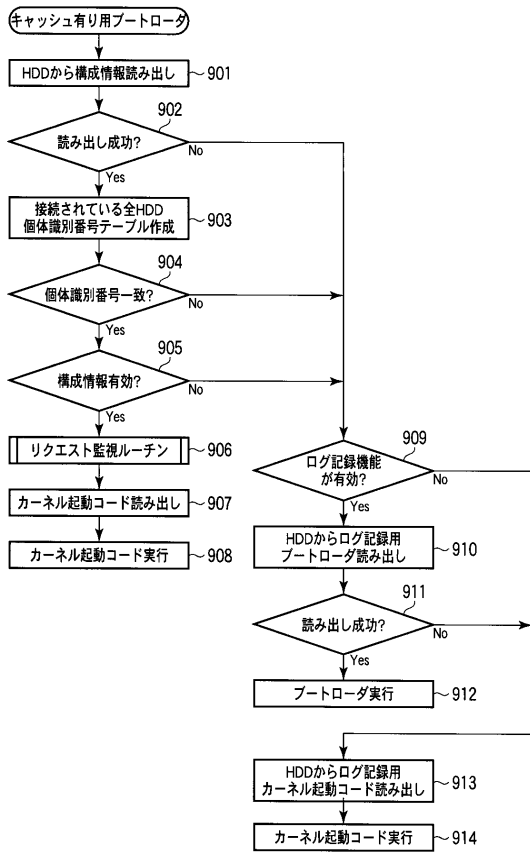 キャッシュ有り用ブートローダ
HDDから構成情報読み出し
901
902
読み出し成功?
No
Yes
接続されている全HDD
個体識別番号テーブル作成
903
904
個体識別番号一致?
No
Yes
905
構成情報有効?
No
Yes
リクエスト監視ルーチン
906
カーネル起動コード読み出し
907
カーネル起動コード実行
908
909
ログ記録機能
が有効?
No
Yes
HDDからログ記録用
ブートローダ読み出し
910
911
読み出し成功?
No
Yes
ブートローダ実行
912
HDDからログ記録用
カーネル起動コード読み出し
913
カーネル起動コード実行
914